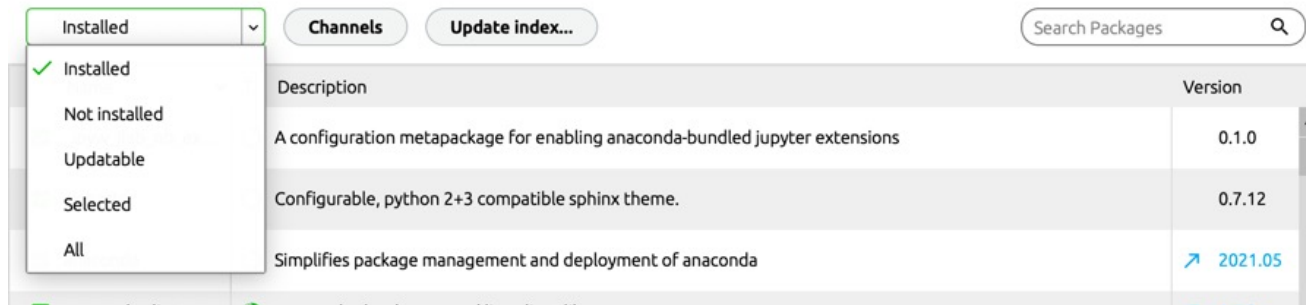 Installed
Channels
Update index...
Search Packages
Installed
Not installed
Updatable
Selected
All
Description
Version
A configuration metapackage for enabling anaconda-bundled jupyter extensions
0.1.0
Configurable, python 2+3 compatible sphinx theme.
0.7.12
Simplifies package management and deployment of anaconda
2021.05